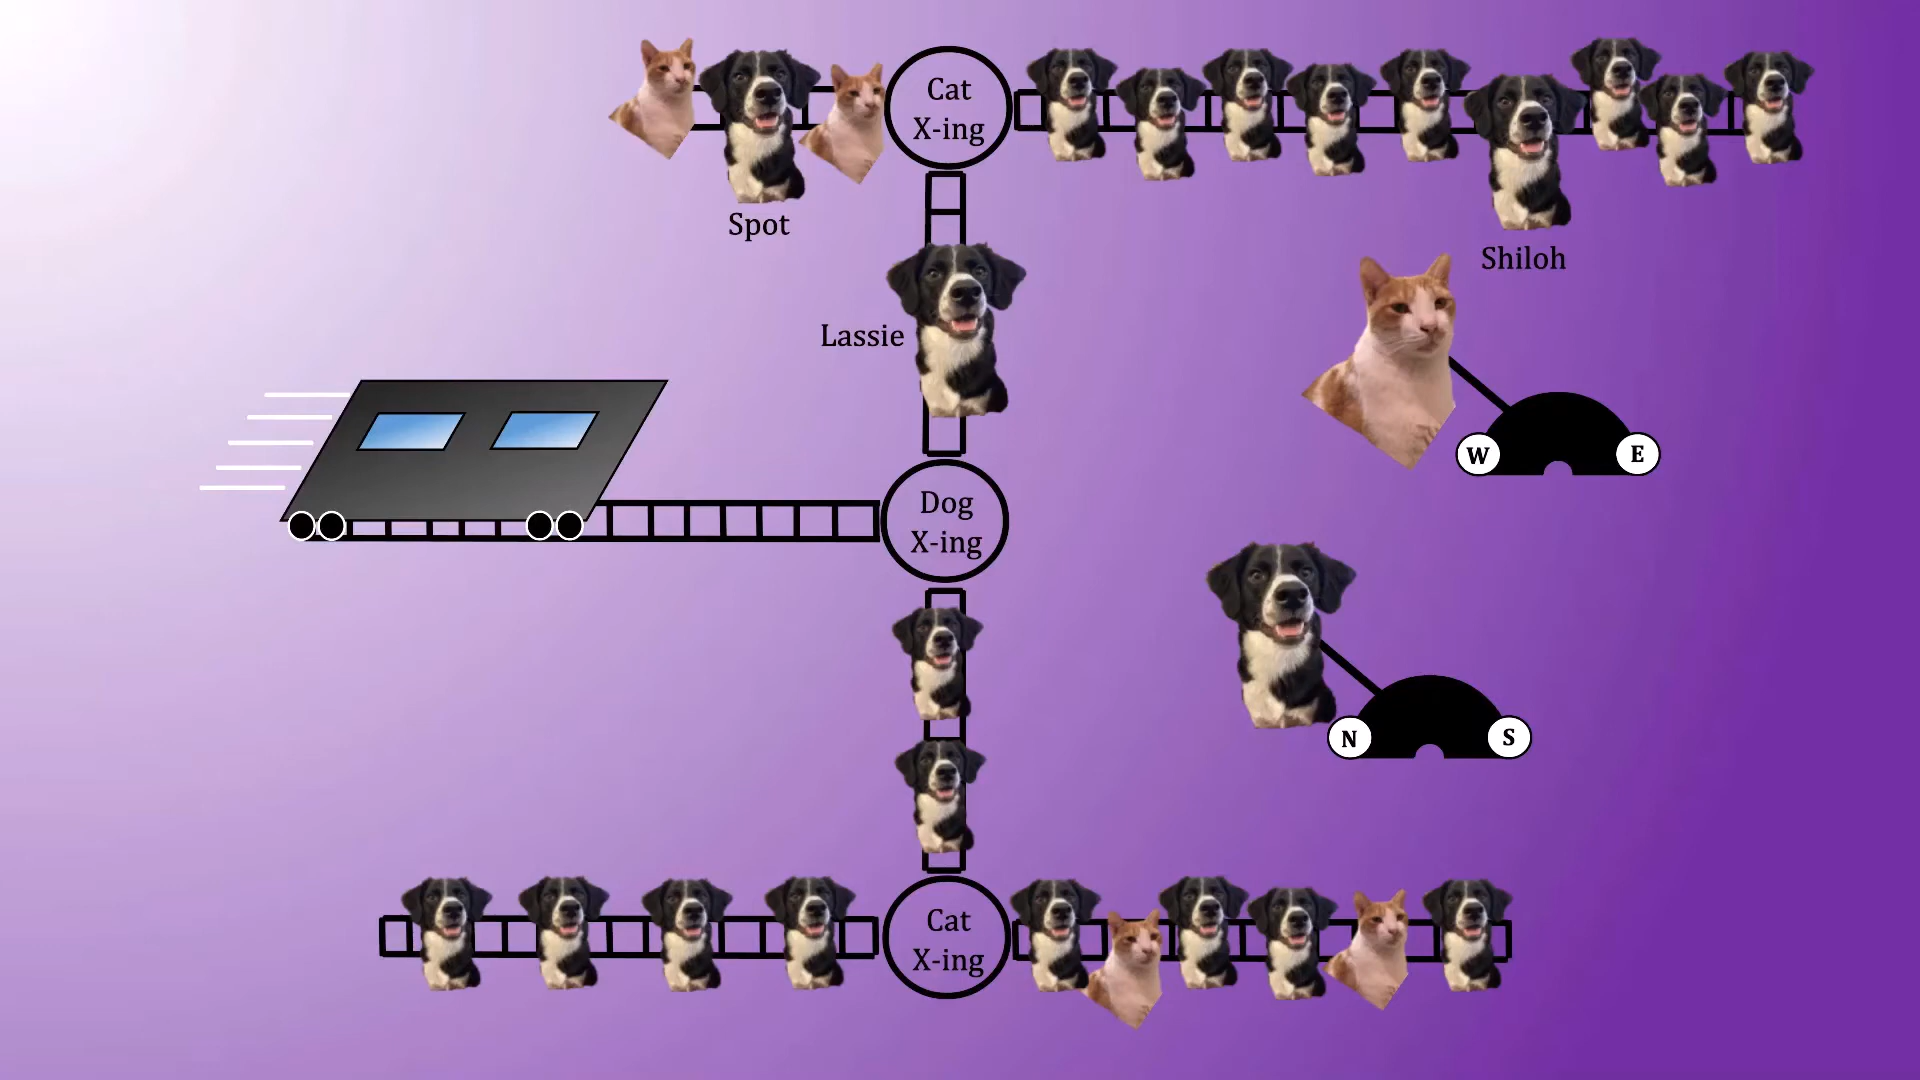 Cat
X-ing
Spot
Shiloh
Lassie
W
E
Dog
X-ing
N
S
Cat
X-ing